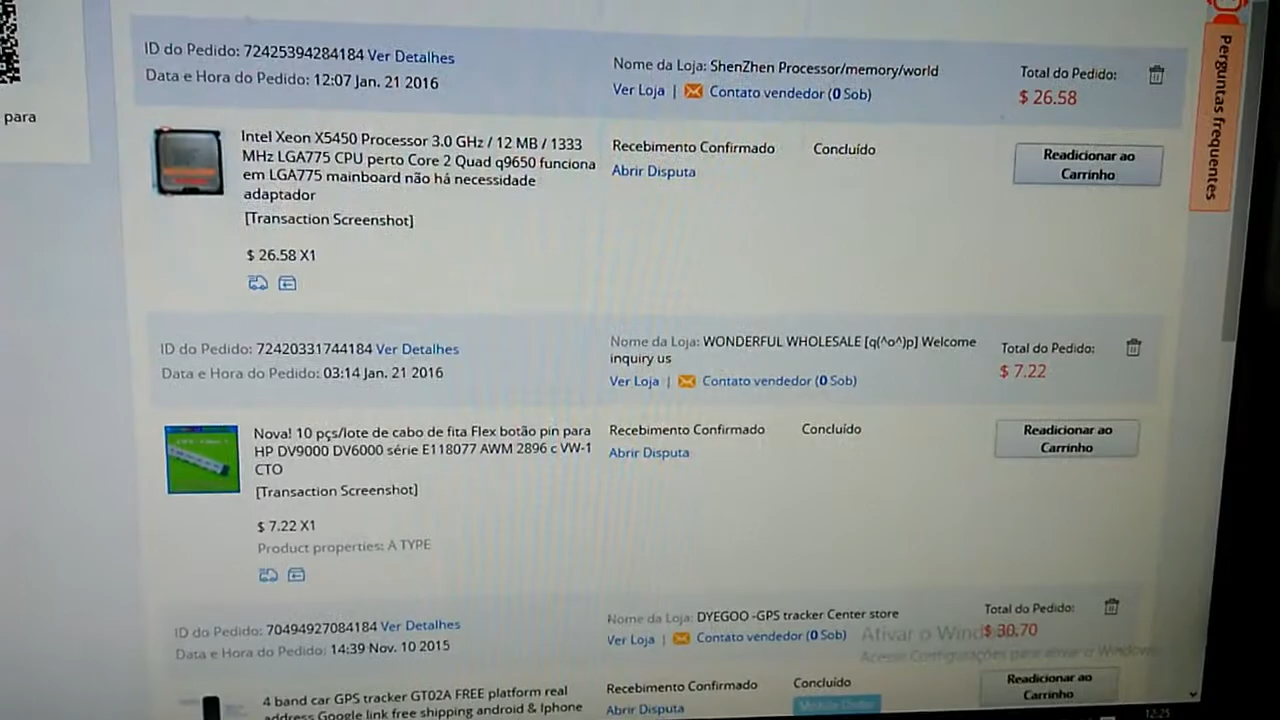 para
Perguntas frequentes
ID do Pedido: 72425394284184 Ver Detalhes
Data e Hora do Pedido: 12:07 Jan. 21 2016
Nome da Loja: ShenZhen Processor/memory/world
Ver Loja | Contato vendedor (0 Sob)
Total do Pedido:
$ 26.58
Intel Xeon X5450 Processor 3.0 GHz / 12 MB / 1333
MHz LGA775 CPU perto Core 2 Quad q9650 funciona
em LGA775 mainboard não há necessidade
adaptador
[Transaction Screenshot]
$ 26.58 X1
Recebimento Confirmado
Abrir Disputa
Concluído
Readicionar ao
Carrinho
ID do Pedido: 72420331744184 Ver Detalhes
Data e Hora do Pedido: 03:14 Jan. 21 2016
Nome da Loja: WONDERFUL WHOLESALE [q(^o^)p] Welcome
inquiry us
Ver Loja | Contato vendedor (0 Sob)
Total do Pedido:
$ 7.22
Nova! 10 pçs/lote de cabo de fita Flex botão pin para
HP DV9000 DV6000 série E118077 AWM 2896 c VW-1
CTO
[Transaction Screenshot]
$ 7.22 X1
Product properties: A TYPE
Recebimento Confirmado
Abrir Disputa
Concluído
Readicionar ao
Carrinho
ID do Pedido: 70494927084184 Ver Detalhes
Data e Hora do Pedido: 14:39 Nov. 10 2015
Nome da Loja: DYEGOO -GPS tracker Center store
Ver Loja | Contato vendedor (0 Sob)
Total do Pedido:
$ 30.70
Ativar o Wind
Acesse Configurações para ativar o Windows
4 band car GPS tracker GT02A FREE platform real
address Google link free shipping android & Iphone
Recebimento Confirmado
Abrir Disputa
Concluído
Readicionar ao
Carrinho
12:25